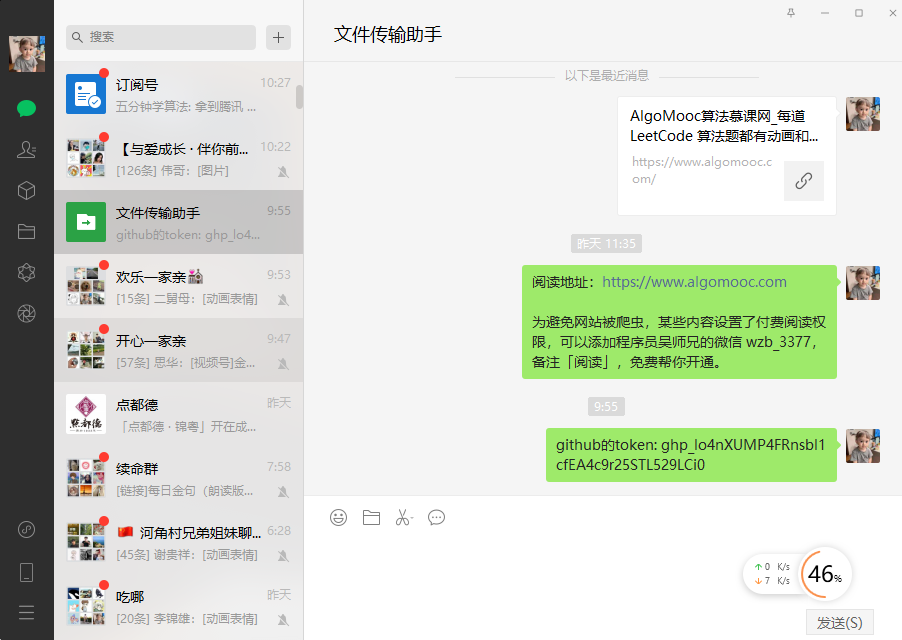 搜索
订阅号
10:27
五分钟学算法: 拿到腾讯 ...
【与爱成长 · 伴你前...
10:22
[126条] 伟哥：[图片]
文件传输助手
9:55
github的token: ghp_lo4...
欢乐一家亲
9:53
[15条] 二舅母：[动画表情]
开心一家亲
9:47
[57条] 思华：[视频号]金...
点都德
昨天
「点都德 · 锦粤」开在成...
续命群
7:58
[链接]每日金句（朗读版...
河角村兄弟姐妹聊...
6:28
[45条] 谢贵祥：[动画表情]
吃哪
昨天
[20条] 李锦雄：[动画表情]
文件传输助手
以下是最近消息
AlgoMooc算法慕课网_每道
LeetCode 算法题都有动画和...
https://www.algomooc.c
om/
昨天 11:35
阅读地址：https://www.algomooc.com
为避免网站被爬虫，某些内容设置了付费阅读权
限，可以添加程序员吴师兄的微信 wzb_3377，
备注「阅读」，免费帮你开通。
9:55
github的token: ghp_lo4nXUMP4FRnsbI1
cfEA4c9r25STL529LCi0
0 K/s
7 K/s
46%
发送(S)